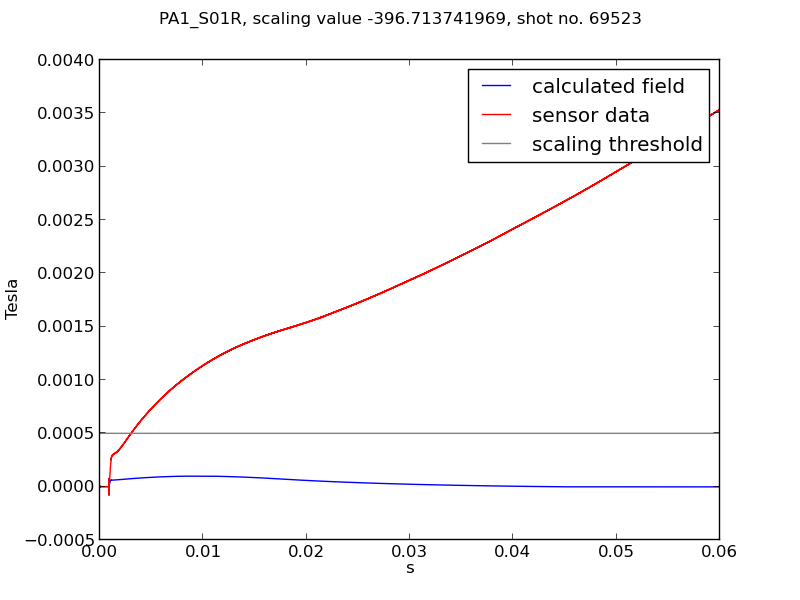 PA1_S01R, scaling value -396.713741969, shot no. 69523
calculated field
sensor data
scaling threshold
Tesla
0.0040
0.0035
0.0030
0.0025
0.0020
0.0015
0.0010
0.0005
0.0000
−0.0005
0.00 0.01 0.02 0.03 0.04 0.05 0.06
s